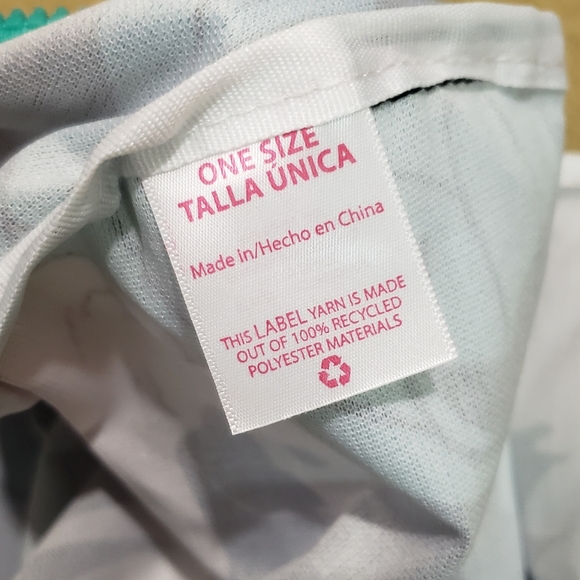 ONE SIZE
TALLA ÚNICA
Made in/Hecho en China
THIS LABEL YARN IS MADE
OUT OF 100% RECYCLED
POLYESTER MATERIALS